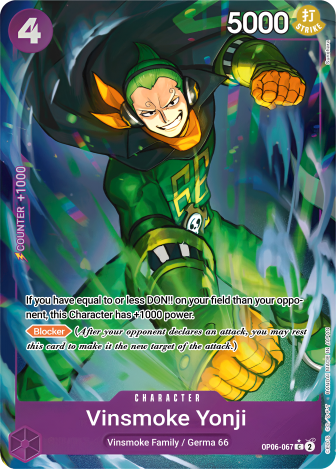 4
5000
打
STRIKE
COUNTER +1000
If you have equal to or less DON!! on your field than your oppo-
nent, this Character has +1000 power.
Blocker (After your opponent declares an attack, you may rest
this card to make it the new target of the attack.)
CHARACTER
Vinsmoke Yonji
Vinsmoke Family / Germa 66
OP06-067 C 2